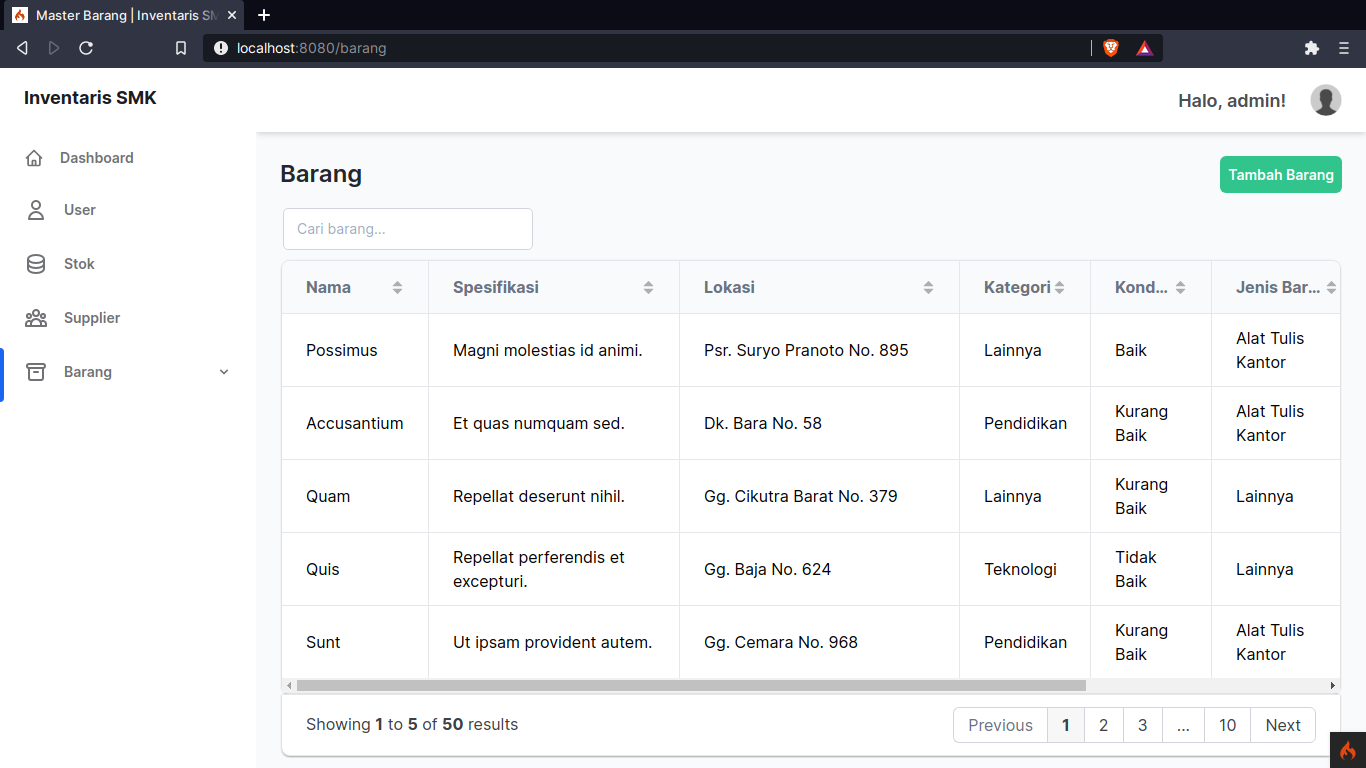 Master Barang | Inventaris SM
localhost:8080/barang
Inventaris SMK
Halo, admin!
Dashboard
User
Stok
Supplier
Barang
Barang
Tambah Barang
Cari barang...
Nama Spesifikasi Lokasi Kategori Kond... Jenis Bar...
Possimus Magni molestias id animi. Psr. Suryo Pranoto No. 895 Lainnya Baik Alat Tulis
Kantor
Accusantium Et quas numquam sed. Dk. Bara No. 58 Pendidikan Kurang
Baik Alat Tulis
Kantor
Quam Repellat deserunt nihil. Gg. Cikutra Barat No. 379 Lainnya Kurang
Baik Lainnya
Quis Repellat perferendis et
excepturi. Gg. Baja No. 624 Teknologi Tidak
Baik Lainnya
Sunt Ut ipsam provident autem. Gg. Cemara No. 968 Pendidikan Kurang
Baik Alat Tulis
Kantor
Showing 1 to 5 of 50 results
Previous 1 2 3 ... 10 Next